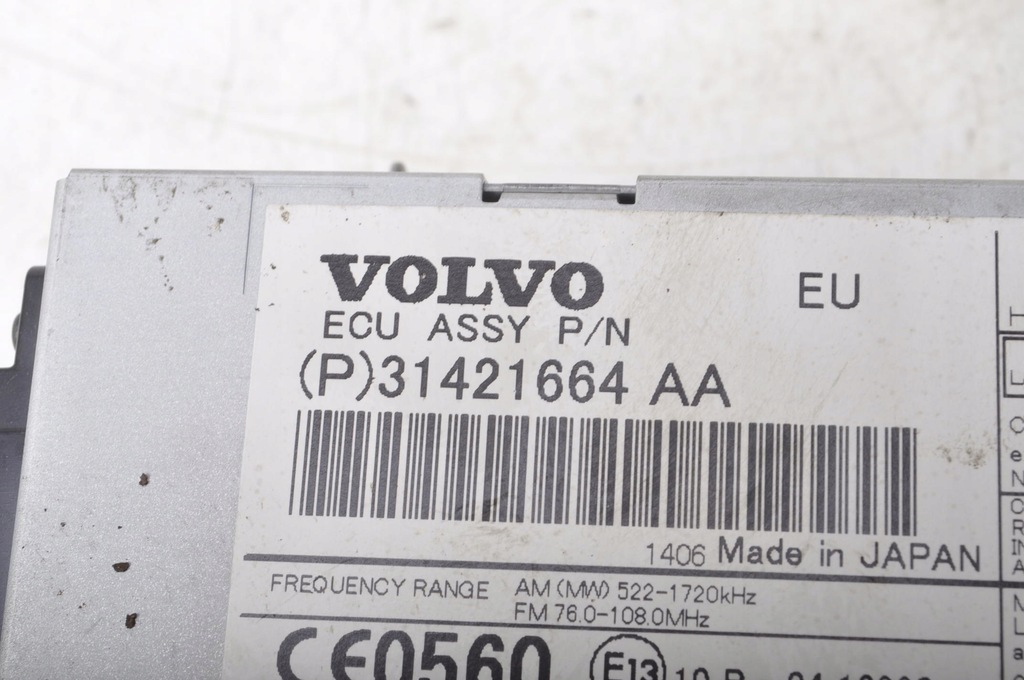 VOLVO EU
ECU ASSY P/N
(P)31421664 AA
1406 Made in JAPAN
FREQUENCY RANGE AM (MW) 522-1720kHz
FM 76.0-108.0MHz
CE0560 E13